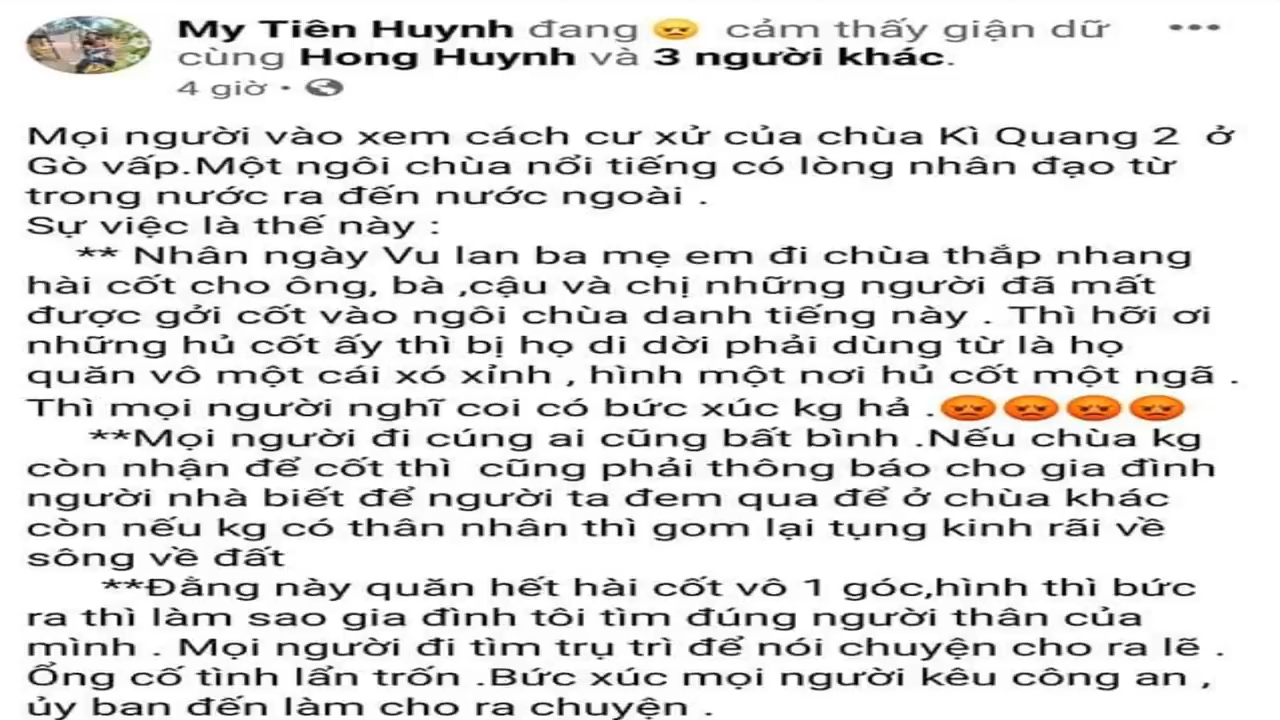 My Tiên Huynh đang 😡 cảm thấy giận dữ
cùng Hong Huynh và 3 người khác.
4 giờ ·
Mọi người vào xem cách cư xử của chùa Kì Quang 2 ở
Gò vấp.Một ngôi chùa nổi tiếng có lòng nhân đạo từ
trong nước ra đến nước ngoài .
Sự việc là thế này :
** Nhân ngày Vu lan ba mẹ em đi chùa thắp nhang
hài cốt cho ông, bà ,cậu và chị những người đã mất
được gởi cốt vào ngôi chùa danh tiếng này . Thì hỡi ơi
những hủ cốt ấy thì bị họ di dời phải dùng từ là họ
quăn vô một cái xó xỉnh , hình một nơi hủ cốt một ngã .
Thì mọi người nghĩ coi có bức xúc kg hả .😡😡😡😡
**Mọi người đi cúng ai cũng bất bình .Nếu chùa kg
còn nhận để cốt thì cũng phải thông báo cho gia đình
người nhà biết để người ta đem qua để ở chùa khác
còn nếu kg có thân nhân thì gom lại tụng kinh rãi về
sông về đất
**Đằng này quăn hết hài cốt vô 1 góc,hình thì bức
ra thì làm sao gia đình tôi tìm đúng người thân của
mình . Mọi người đi tìm trụ trì để nói chuyện cho ra lẽ .
Ổng cố tình lẩn trốn .Bức xúc mọi người kêu công an ,
ủy ban đến làm cho ra chuyện .